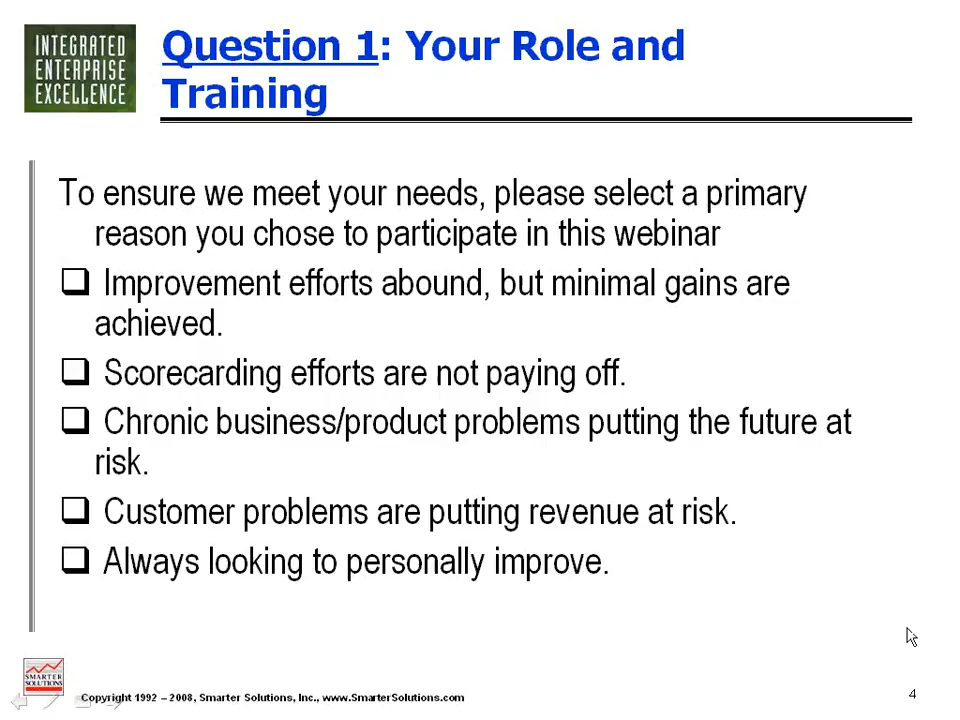 INTEGRATED
ENTERPRISE
EXCELLENCE
Question 1: Your Role and
Training
To ensure we meet your needs, please select a primary
reason you chose to participate in this webinar
❑ Improvement efforts abound, but minimal gains are
achieved.
❑ Scorecarding efforts are not paying off.
❑ Chronic business/product problems putting the future at
risk.
❑ Customer problems are putting revenue at risk.
❑ Always looking to personally improve.
SMARTER
SOLUTIONS
Copyright 1992 – 2008, Smarter Solutions, Inc., www.SmarterSolutions.com
4